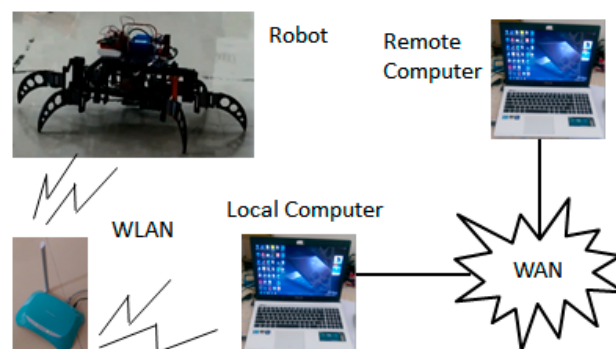 Robot
Remote
Computer
WLAN
Local Computer
WAN